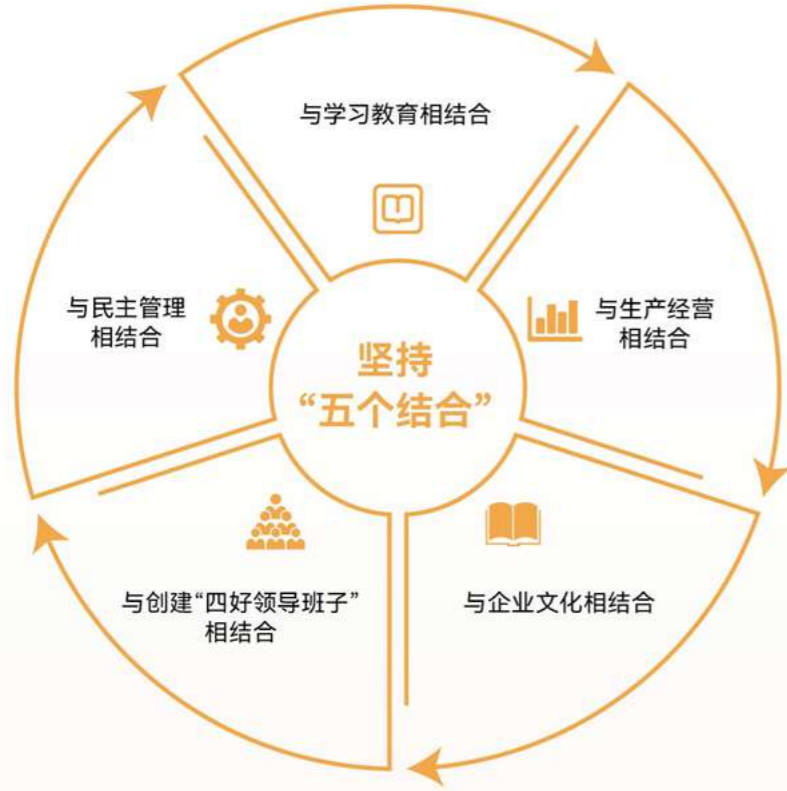 与学习教育相结合
与生产经营
相结合
与企业文化相结合
与创建“四好领导班子”
相结合
与民主管理
相结合
坚持
“五个结合”